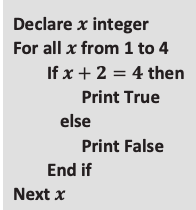 Declare x integer
For all x from 1 to 4
If x + 2 = 4 then
Print True
else
Print False
End if
Next x